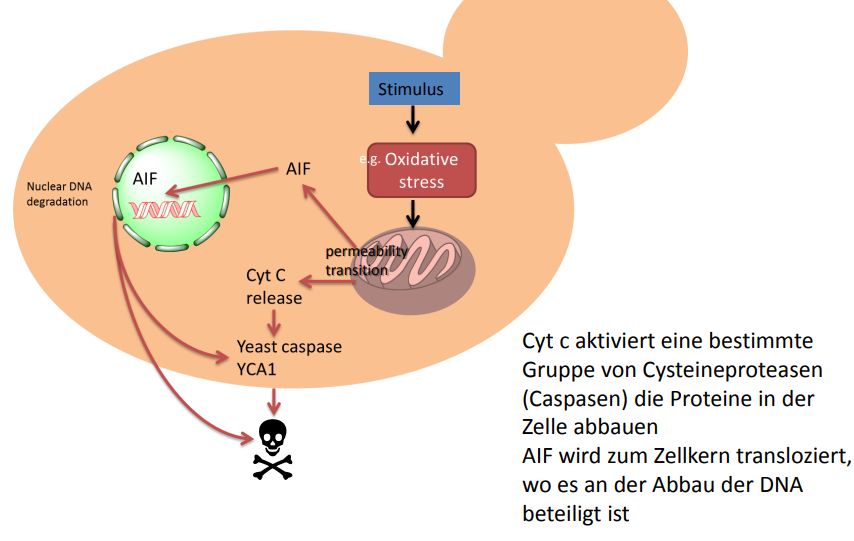 Stimulus
e.g. Oxidative
stress
AIF
AIF
Nuclear DNA
degradation
permeability
transition
Cyt C
release
Yeast caspase
YCA1
Cyt c aktiviert eine bestimmte
Gruppe von Cysteineproteasen
(Caspasen) die Proteine in der
Zelle abbauen
AIF wird zum Zellkern transloziert,
wo es an der Abbau der DNA
beteiligt ist